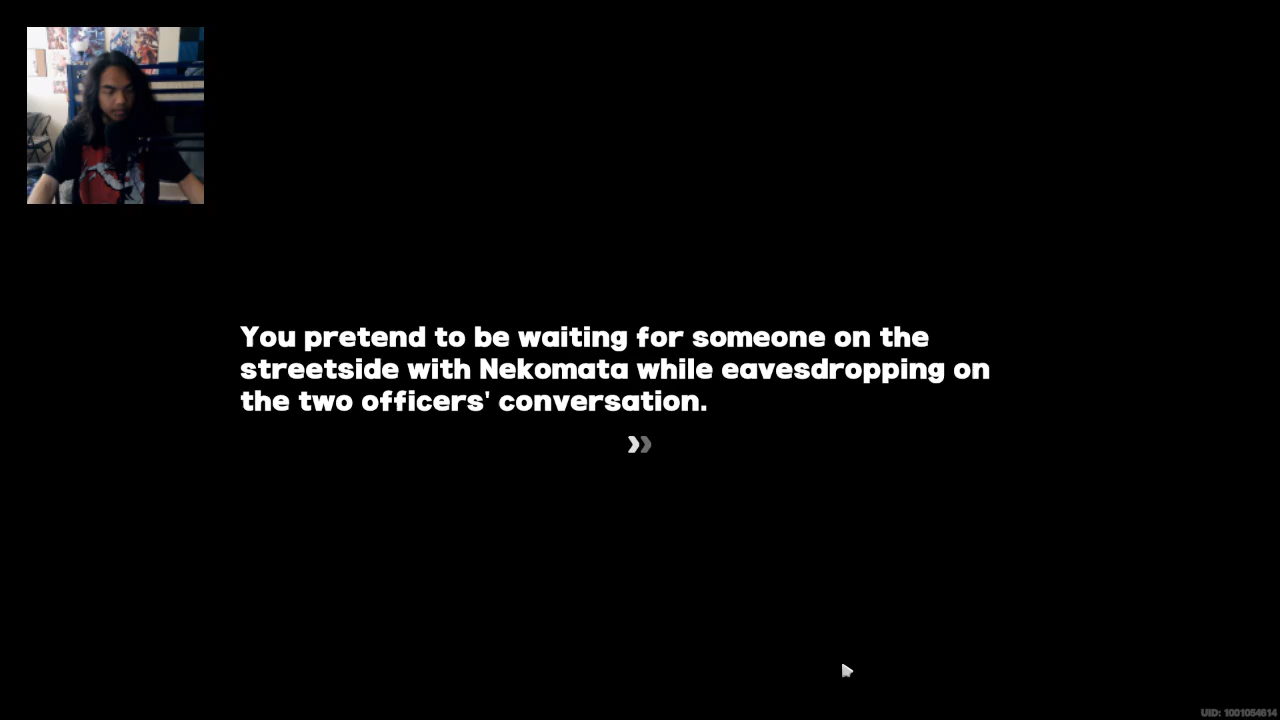 You pretend to be waiting for someone on the
streetside with Nekomata while eavesdropping on
the two officers' conversation.
UID: 1001054614